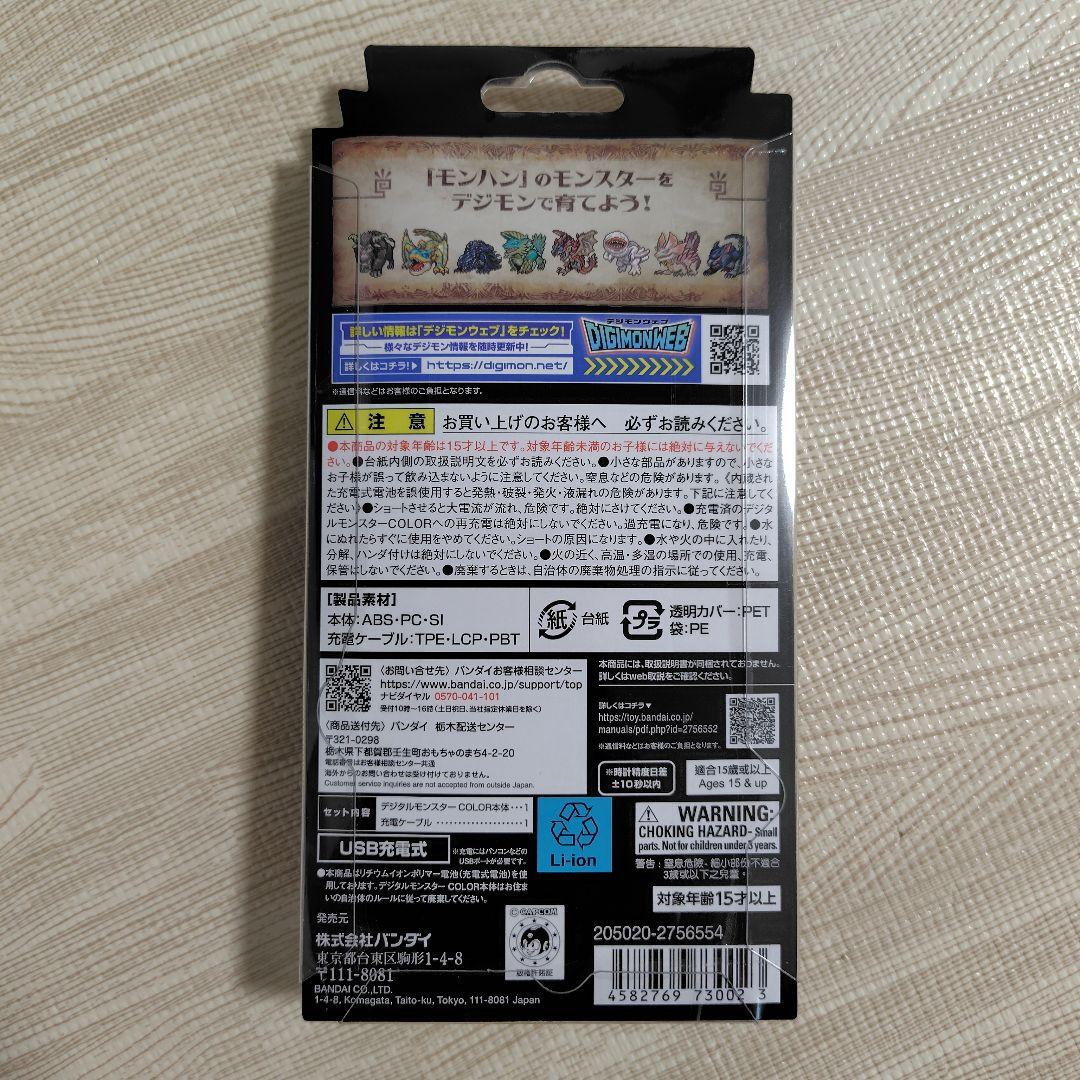 「モンハン」のモンスターを
デジモンで育てよう!
詳しい情報は「デジモンウェブ」をチェック!
様々なデジモン情報を随時更新中!
詳しくはコチラ!▶ https://digimon.net/
デジモンウェブ
DIGIMONWEB
※通信料などはお客様のご負担となります。
注意 お買い上げのお客様へ 必ずお読みください。
●本商品の対象年齢は15才以上です。対象年齢未満のお子様には絶対に与えないでくだ
さい。●台紙内側の取扱説明文を必ずお読みください。●小さな部品がありますので、小さな
お子様が誤って飲み込まないように注意してください。窒息などの危険があります。《内蔵され
た充電式電池を誤使用すると発熱・破裂・発火・液漏れの危険があります。下記に注意してく
ださい》●ショートさせると大電流が流れ、危険です。絶対にさけてください。●充電済のデジタ
ルモンスターCOLORへの再充電は絶対にしないでください。過充電になり、危険です。●水
にぬれたらすぐに使用をやめてください。ショートの原因になります。●水や火の中に入れたり、
分解、ハンダ付けは絶対にしないでください。●火の近く、高温・多湿の場所での使用、充電、
保管はしないでください。●廃棄するときは、自治体の廃棄物処理の指示に従ってください。
[製品素材]
本体:ABS・PC・SI
充電ケーブル:TPE・LCP・PBT
紙 台紙
プラ 透明カバー:PET
袋:PE
〈お問い合せ先〉バンダイお客様相談センター
https://www.bandai.co.jp/support/top
ナビダイヤル 0570-041-101
受付10時〜16時(土日祝日、当社指定休業日を除く)
〈商品送付先〉バンダイ 栃木配送センター
〒321-0298
栃木県下都賀郡壬生町おもちゃのまち4-2-20
電話番号はお客様相談センター共通
海外からのお問い合わせは受け付けておりません。
Customer service inquiries are not accepted from outside Japan.
本商品には、取扱説明書が同梱されておりません。
詳しくはweb取説をご確認ください。
詳しくはコチラ▼
https://toy.bandai.co.jp/
manuals/pdf.php?id=2756552
※通信料などはお客様のご負担となります。
※時計精度日差
±10秒以内
適合15歲或以上
Ages 15 & up
セット内容
デジタルモンスター COLOR本体…1
充電ケーブル…………………1
USB充電式
※充電にはパソコンなどの
USBポートが必要です。
Li-ion
WARNING:
CHOKING HAZARD- Small
parts. Not for children under 3 years.
警告:窒息危険-細小部份不適合
3歲或以下之兒童。
●本商品はリチウムイオンポリマー電池(充電式電池)を使
用しております。デジタルモンスター COLOR本体はお住ま
いの自治体のルールに従って廃棄してください。
対象年齢15才以上
発売元
株式会社バンダイ
東京都台東区駒形1-4-8
〒111-8081
BANDAI CO.,LTD.
1-4-8, Komagata, Taito-ku, Tokyo, 111-8081 Japan
©CAPCOM
版権許諾証
205020-2756554
4582769 73002 3